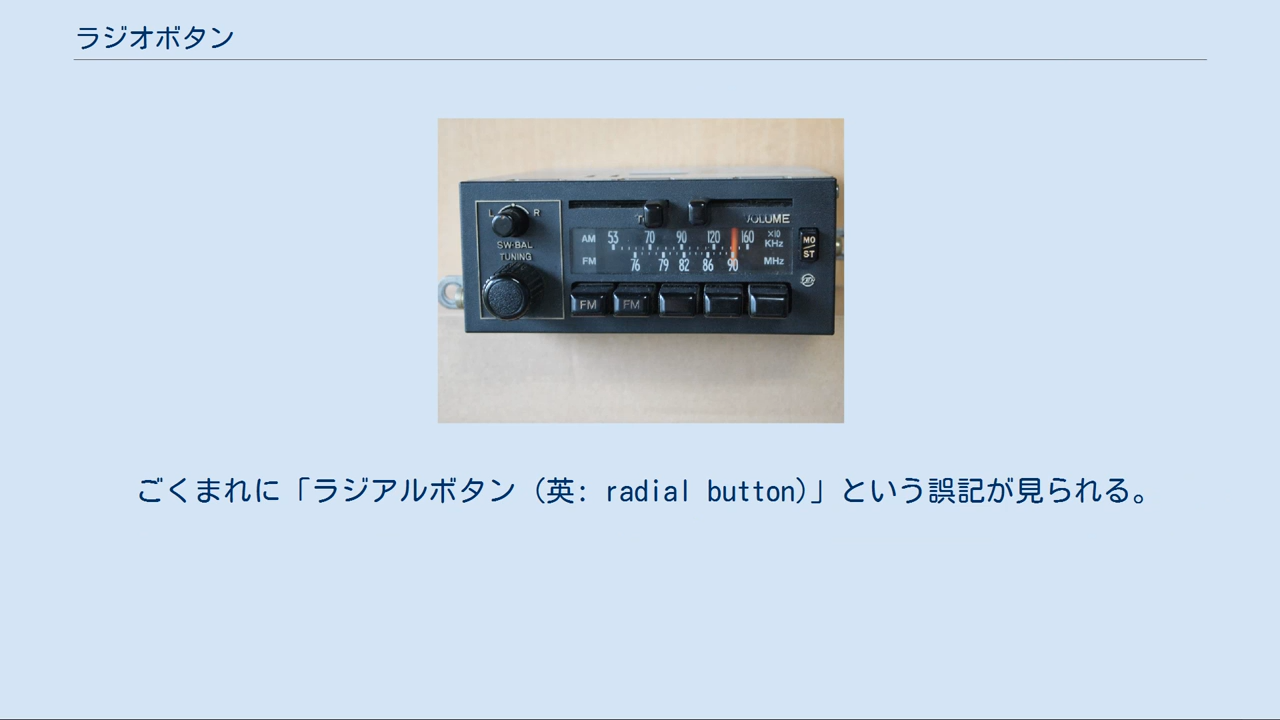 ラジオボタン
L R
VOLUME
SW-BAL
TUNING
AM 53 70 90 120 160 ×10 KHz
FM 76 79 82 86 90 MHz
MO
ST
FM FM
ごくまれに「ラジアルボタン (英: radial button)」という誤記が見られる。